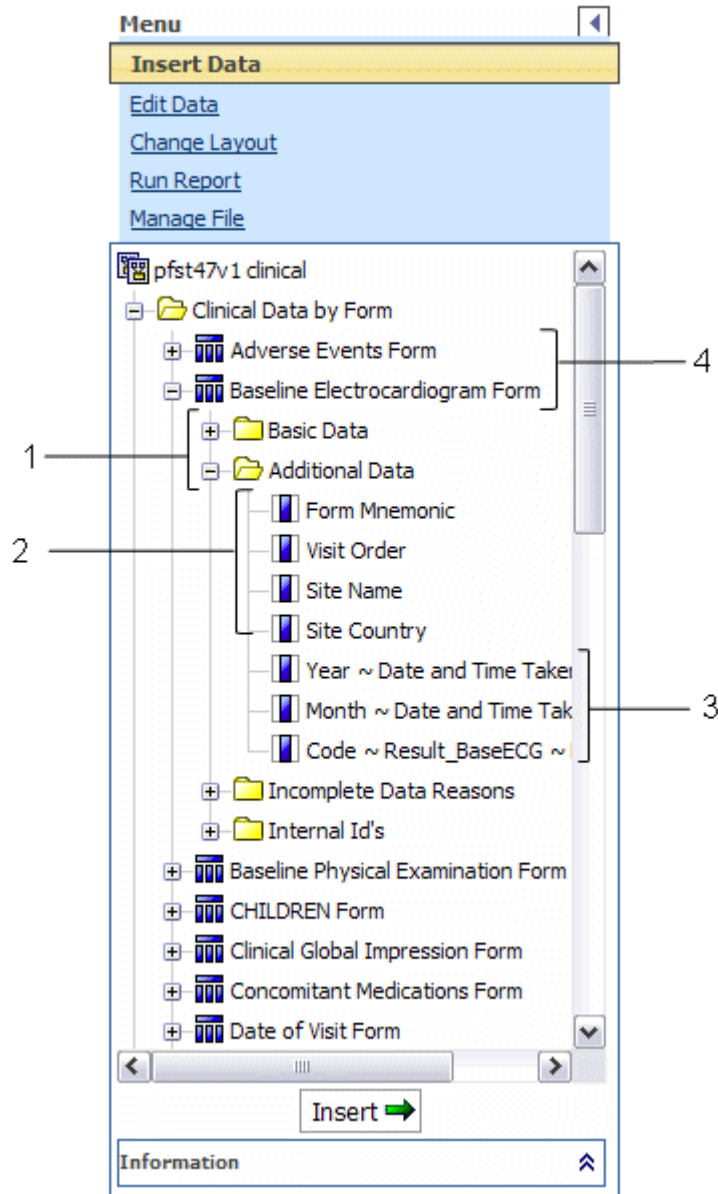 Menu
Insert Data
Edit Data
Change Layout
Run Report
Manage File
pfst47v1 clinical
Clinical Data by Form
Adverse Events Form
4
Baseline Electrocardiogram Form
Basic Data
1
Additional Data
Form Mnemonic
2
Visit Order
Site Name
Site Country
Year ~ Date and Time Taken
Month ~ Date and Time Tak
3
Code ~ Result_BaseECG ~
Incomplete Data Reasons
Internal Id's
Baseline Physical Examination Form
CHILDREN Form
Clinical Global Impression Form
Concomitant Medications Form
Date of Visit Form
Insert
Information